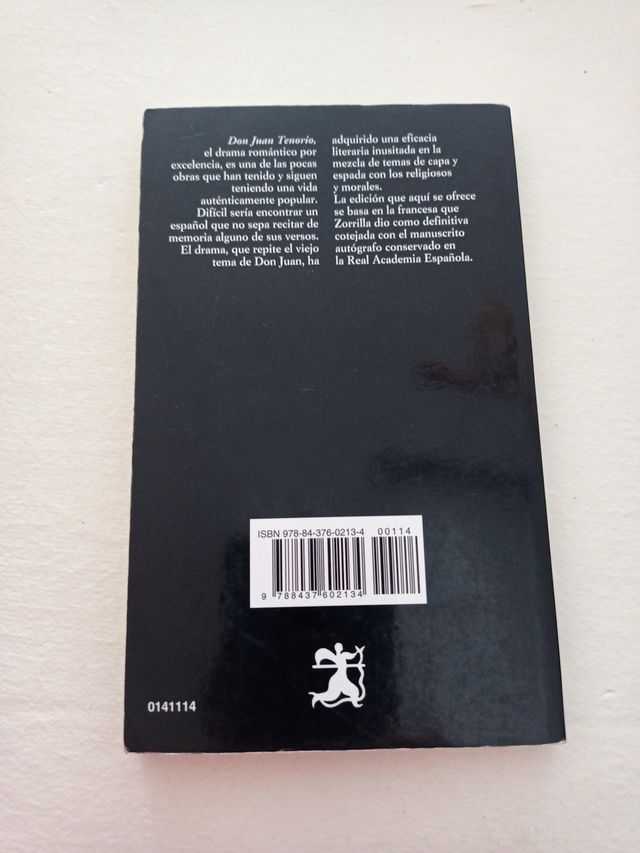 Don Juan Tenorio,
el drama romántico por
excelencia, es una de las pocas
obras que han tenido y siguen
teniendo una vida
auténticamente popular.
Difícil sería encontrar un
español que no sepa recitar de
memoria alguno de sus versos.
El drama, que repite el viejo
tema de Don Juan, ha
adquirido una eficacia
literaria inusitada en la
mezcla de temas de capa y
espada con los religiosos
y morales.
La edición que aquí se ofrece
se basa en la francesa que
Zorrilla dio como definitiva
cotejada con el manuscrito
autógrafo conservado en
la Real Academia Española.
ISBN 978-84-376-0213-4
00114
9 788437 602134
0141114